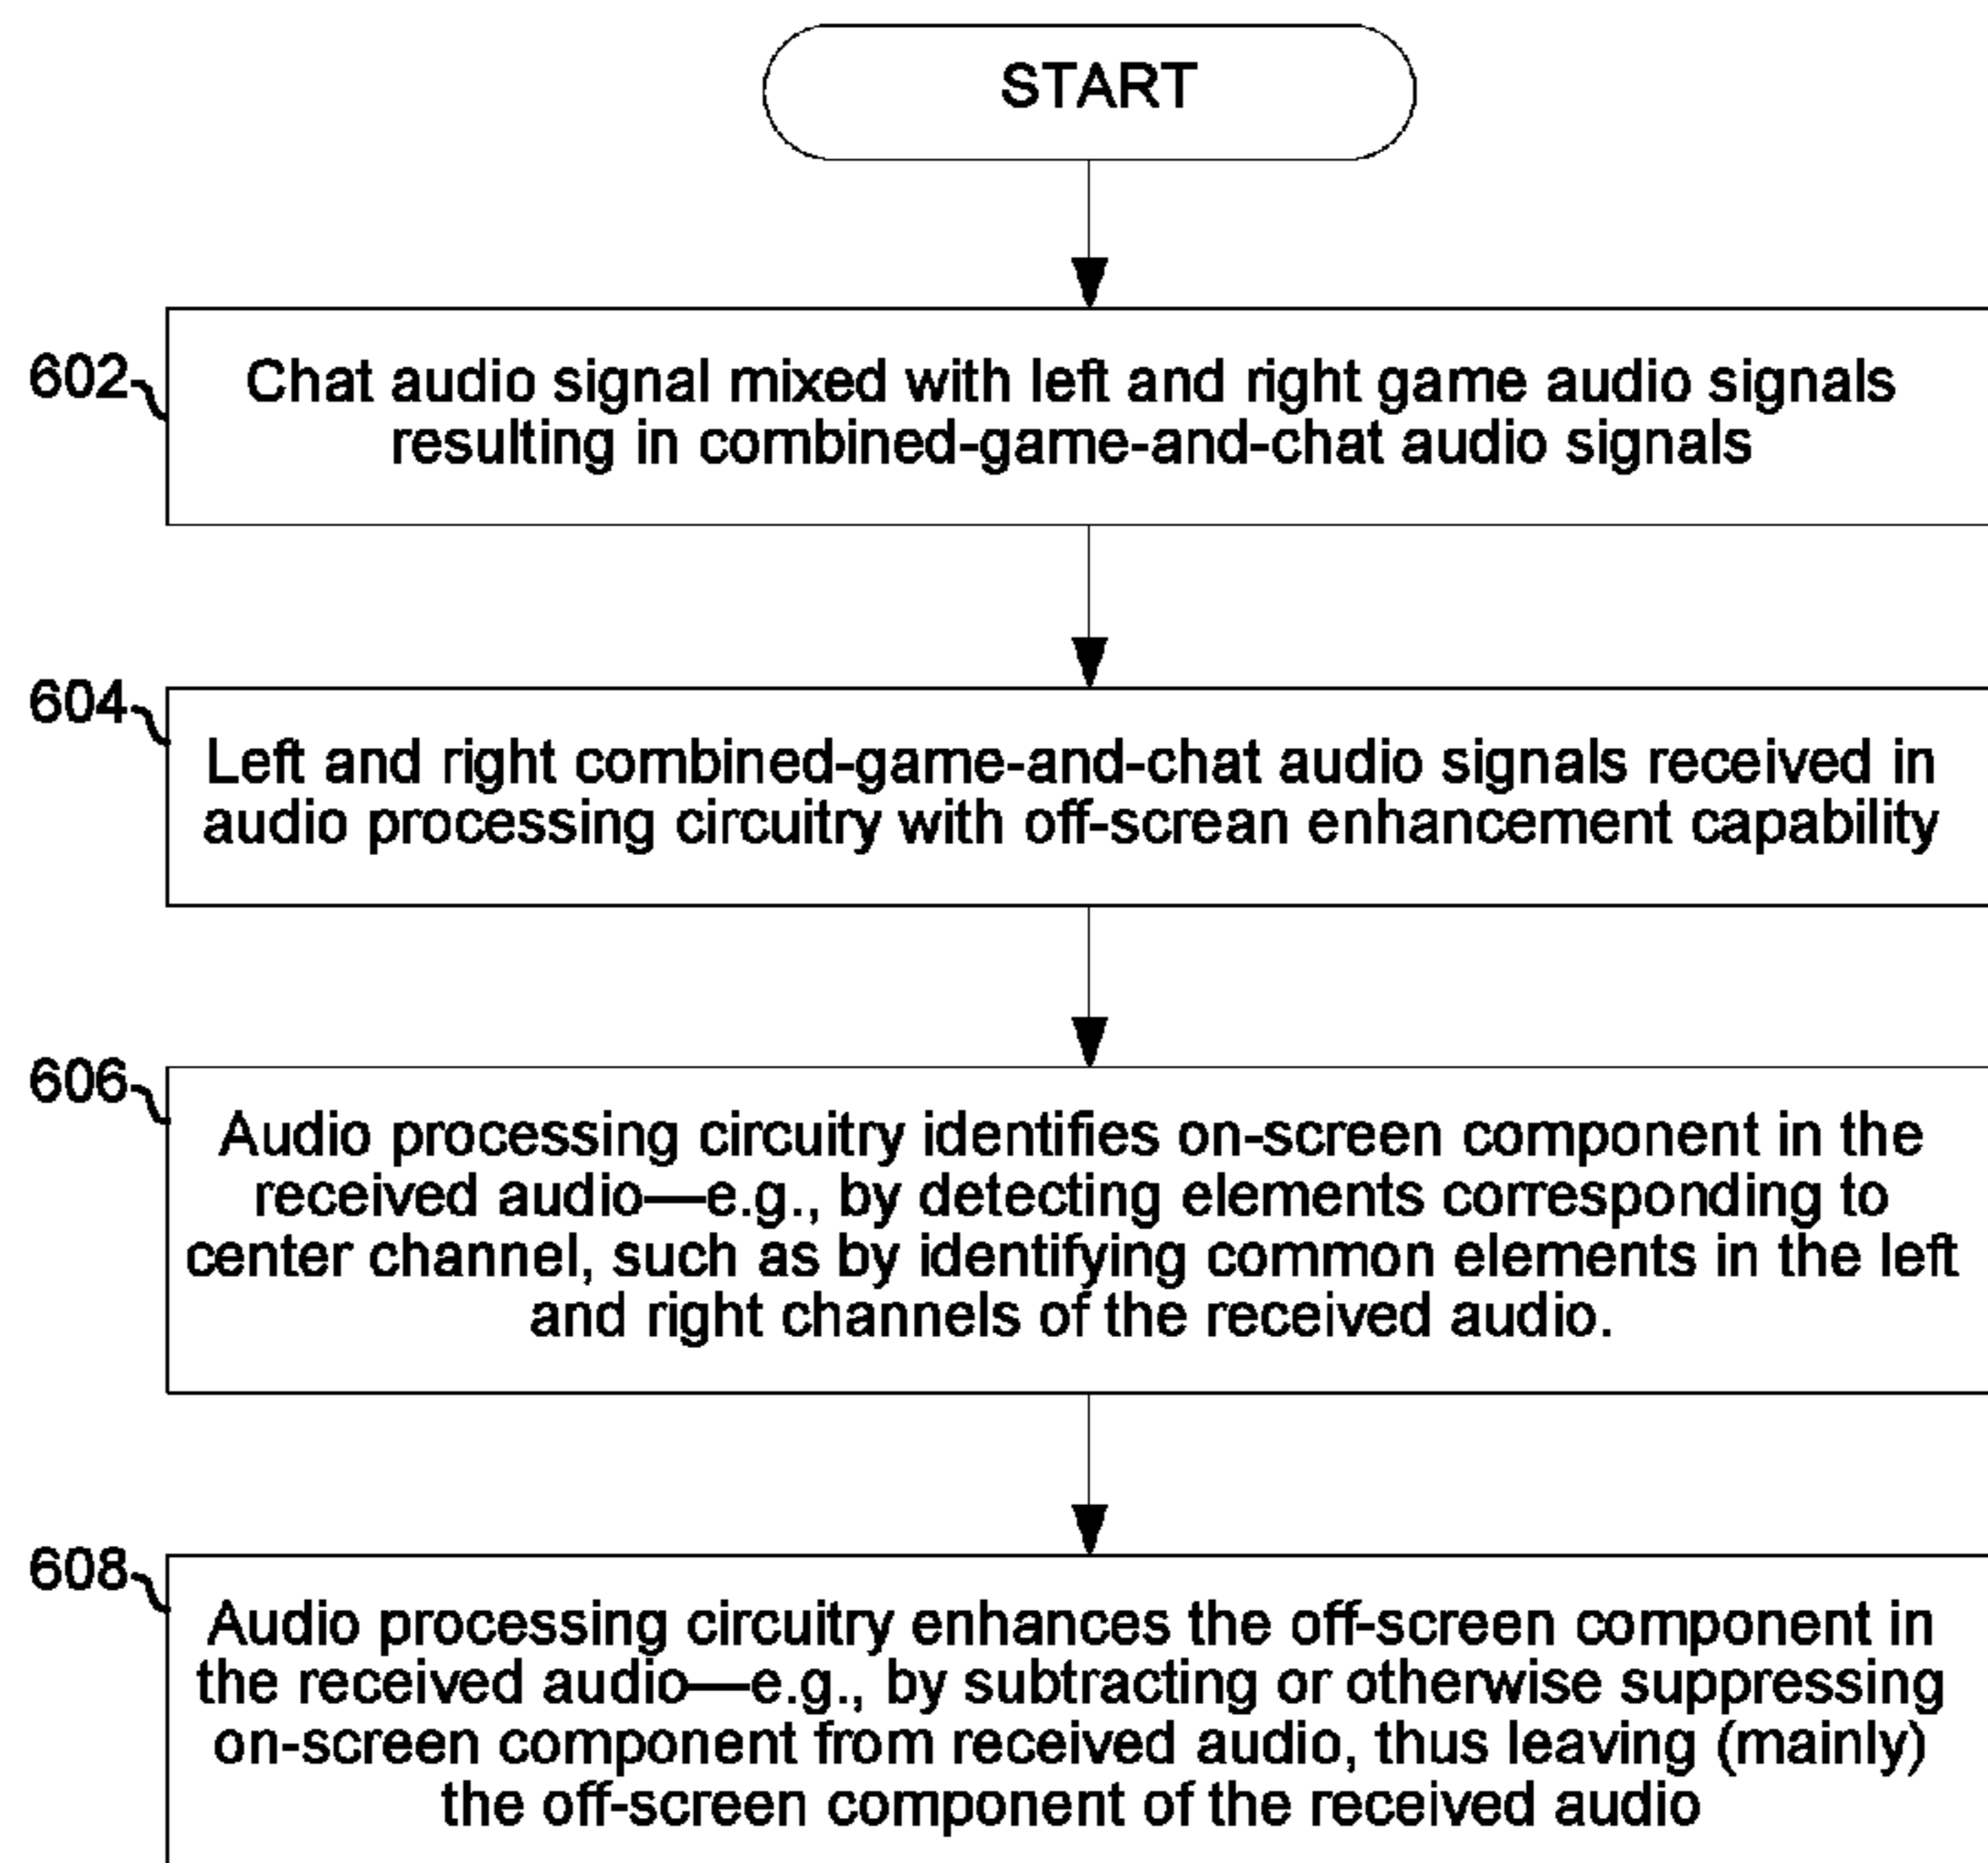 START
602
Chat audio signal mixed with left and right game audio signals
resulting in combined-game-and-chat audio signals
604
Left and right combined-game-and-chat audio signals received in
audio processing circuitry with off-screan enhancement capability
606
Audio processing circuitry identifies on-screen component in the
received audio—e.g., by detecting elements corresponding to
center channel, such as by identifying common elements in the left
and right channels of the received audio.
608
Audio processing circuitry enhances the off-screen component in
the received audio—e.g., by subtracting or otherwise suppressing
on-screen component from received audio, thus leaving (mainly)
the off-screen component of the received audio